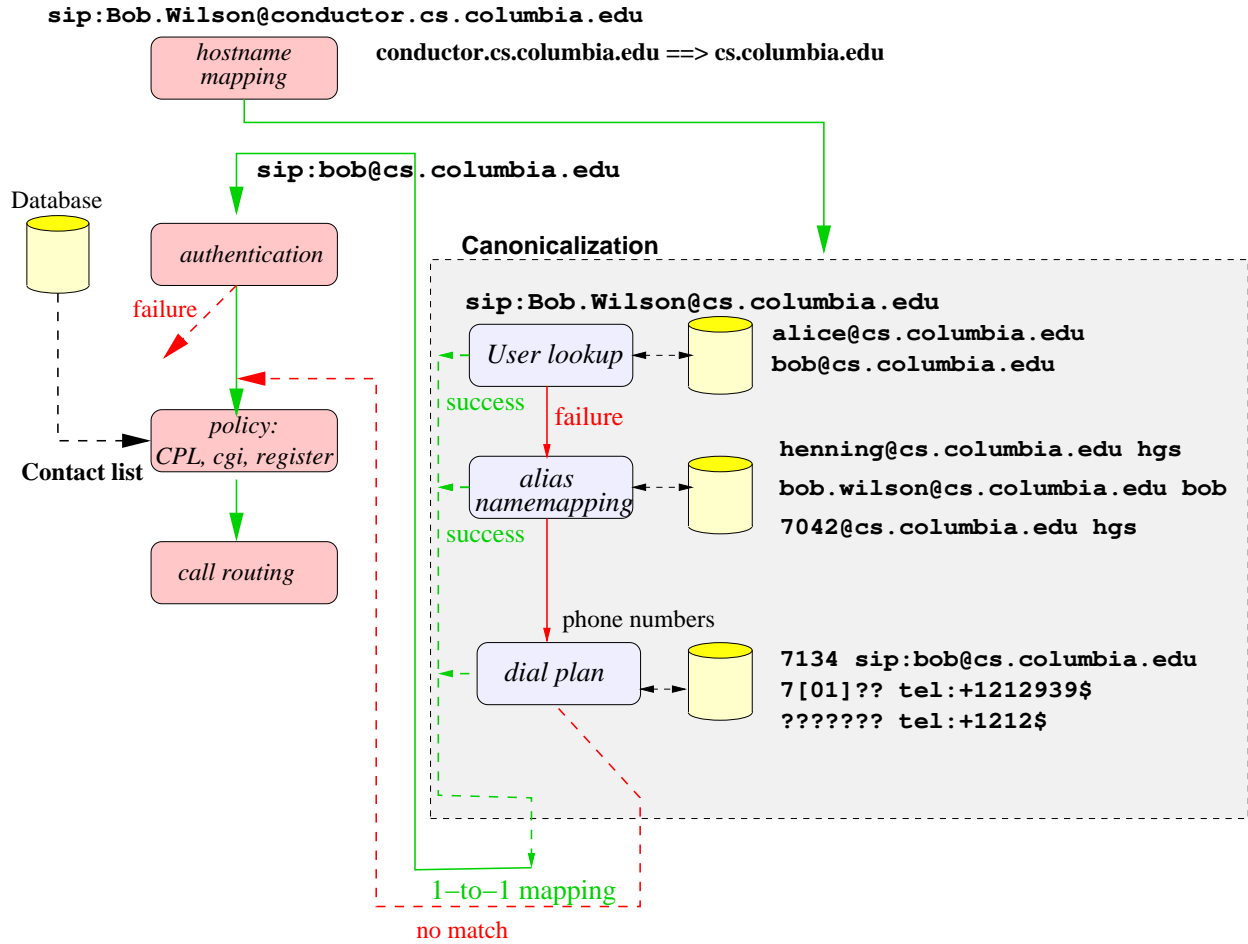 sip:Bob.Wilson@conductor.cs.columbia.edu
hostname
mapping
conductor.cs.columbia.edu ==> cs.columbia.edu
sip:bob@cs.columbia.edu
Database
authentication
failure
policy:
CPL, cgi, register
Contact list
call routing
Canonicalization
sip:Bob.Wilson@cs.columbia.edu
User lookup
alice@cs.columbia.edu
bob@cs.columbia.edu
success
failure
alias
namemapping
henning@cs.columbia.edu hgs
bob.wilson@cs.columbia.edu bob
7042@cs.columbia.edu hgs
success
phone numbers
dial plan
7134 sip:bob@cs.columbia.edu
7[01]?? tel:+1212939$
??????? tel:+1212$
1–to–1 mapping
no match